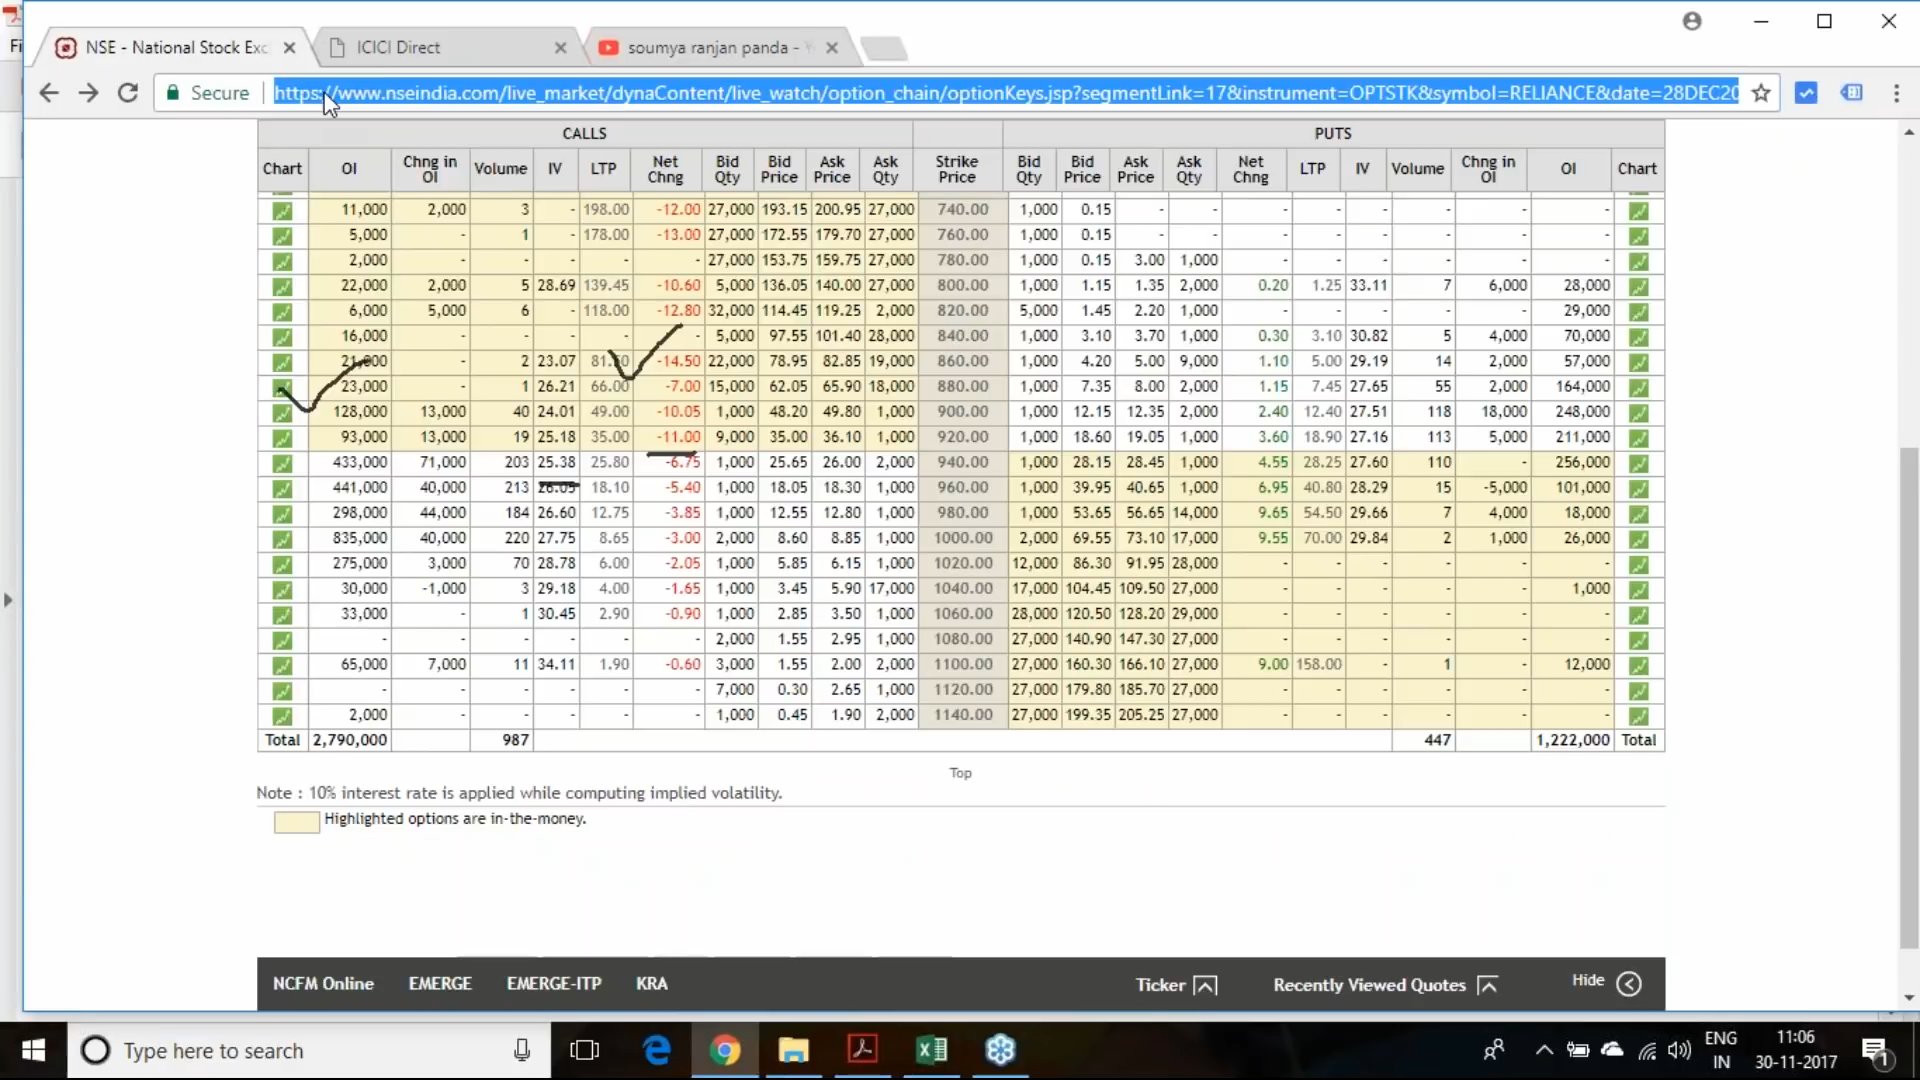 NSE - National Stock Exc
ICICI Direct
soumya ranjan panda -
Fi
Secure
https://www.nseindia.com/live_market/dynaContent/live_watch/option_chain/optionKeys.jsp?segmentLink=17&instrument=OPTSTK&symbol=RELIANCE&date=28DEC20
CALLS PUTS
Chart OI Chng in OI Volume IV LTP Net Chng Bid Qty Bid Price Ask Price Ask Qty Strike Price Bid Qty Bid Price Ask Price Ask Qty Net Chng LTP IV Volume Chng in OI OI Chart
11,000 2,000 3 - 198.00 -12.00 27,000 193.15 200.95 27,000 740.00 1,000 0.15 - - - - - - - -
5,000 - 1 - 178.00 -13.00 27,000 172.55 179.70 27,000 760.00 1,000 0.15 - - - - - - - -
2,000 - - - - - 27,000 153.75 159.75 27,000 780.00 1,000 0.15 3.00 1,000 - - - - - -
22,000 2,000 5 28.69 139.45 -10.60 5,000 136.05 140.00 27,000 800.00 1,000 1.15 1.35 2,000 0.20 1.25 33.11 7 6,000 28,000
6,000 5,000 6 - 118.00 -12.80 32,000 114.45 119.25 2,000 820.00 5,000 1.45 2.20 1,000 - - - - - 29,000
16,000 - - - - - 5,000 97.55 101.40 28,000 840.00 1,000 3.10 3.70 1,000 0.30 3.10 30.82 5 4,000 70,000
- 2 23.07 -14.50 22,000 78.95 82.85 19,000 860.00 1,000 4.20 5.00 9,000 1.10 5.00 29.19 14 2,000 57,000
23,000 - 1 26.21 66.00 -7.00 15,000 62.05 65.90 18,000 880.00 1,000 7.35 8.00 2,000 1.15 7.45 27.65 55 2,000 164,000
128,000 13,000 40 24.01 49.00 -10.05 1,000 48.20 49.80 1,000 900.00 1,000 12.15 12.35 2,000 2.40 12.40 27.51 118 18,000 248,000
93,000 13,000 19 25.18 35.00 -11.00 9,000 35.00 36.10 1,000 920.00 1,000 18.60 19.05 1,000 3.60 18.90 27.16 113 5,000 211,000
433,000 71,000 203 25.38 25.80 -6.75 1,000 25.65 26.00 2,000 940.00 1,000 28.15 28.45 1,000 4.55 28.25 27.60 110 - 256,000
441,000 40,000 213 26.05 18.10 -5.40 1,000 18.05 18.30 1,000 960.00 1,000 39.95 40.65 1,000 6.95 40.80 28.29 15 -5,000 101,000
298,000 44,000 184 26.60 12.75 -3.85 1,000 12.55 12.80 1,000 980.00 1,000 53.65 56.65 14,000 9.65 54.50 29.66 7 4,000 18,000
835,000 40,000 220 27.75 8.65 -3.00 2,000 8.60 8.85 1,000 1000.00 2,000 69.55 73.10 17,000 9.55 70.00 29.84 2 1,000 26,000
275,000 3,000 70 28.78 6.00 -2.05 1,000 5.85 6.15 1,000 1020.00 12,000 86.30 91.95 28,000 - - - - - -
30,000 -1,000 3 29.18 4.00 -1.65 1,000 3.45 5.90 17,000 1040.00 17,000 104.45 109.50 27,000 - - - - - 1,000
33,000 - 1 30.45 2.90 -0.90 1,000 2.85 3.50 1,000 1060.00 28,000 120.50 128.20 29,000 - - - - - -
- - - - - - 2,000 1.55 2.95 1,000 1080.00 27,000 140.90 147.30 27,000 - - - - - -
65,000 7,000 11 34.11 1.90 -0.60 3,000 1.55 2.00 2,000 1100.00 27,000 160.30 166.10 27,000 9.00 158.00 - 1 - 12,000
- - - - - - 7,000 0.30 2.65 1,000 1120.00 27,000 179.80 185.70 27,000 - - - - - -
2,000 - - - - - 1,000 0.45 1.90 2,000 1140.00 27,000 199.35 205.25 27,000 - - - - - -
Total 2,790,000 987 447 1,222,000 Total
Top
Note : 10% interest rate is applied while computing implied volatility.
Highlighted options are in-the-money.
NCFM Online EMERGE EMERGE-ITP KRA Ticker Recently Viewed Quotes Hide
Type here to search
ENG
IN
11:06
30-11-2017
1